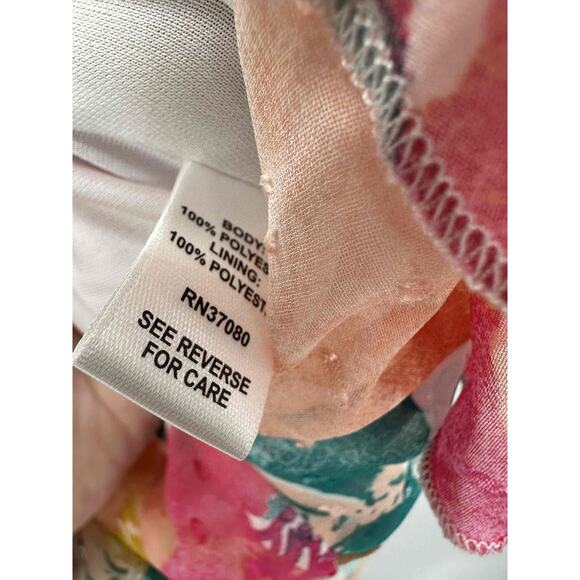 BODY:
100% POLYES
LINING:
100% POLYEST
RN37080
SEE REVERSE
FOR CARE